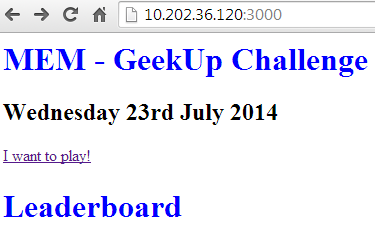 10.202.36.120:3000
MEM - GeekUp Challenge
Wednesday 23rd July 2014
I want to play!
Leaderboard